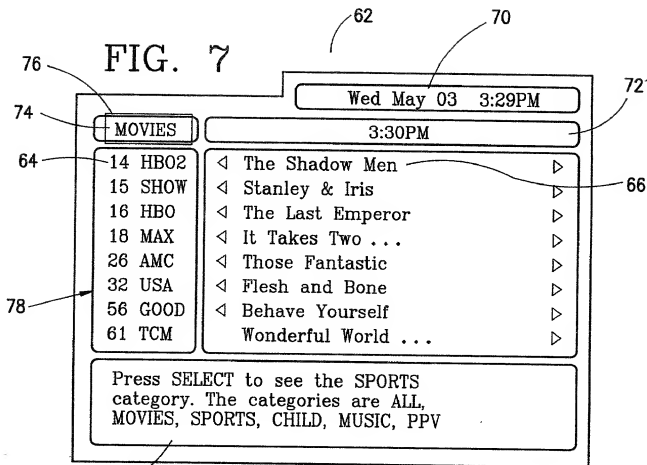 FIG. 7
62
70
76
Wed May 03 3:29PM
72'
74
MOVIES
3:30PM
64
14 HBO2 ◁ The Shadow Men ▷
66
15 SHOW ◁ Stanley & Iris ▷
16 HBO ◁ The Last Emperor ▷
18 MAX ◁ It Takes Two ... ▷
26 AMC ◁ Those Fantastic ▷
32 USA ◁ Flesh and Bone ▷
78
56 GOOD ◁ Behave Yourself ▷
61 TCM Wonderful World ... ▷
Press SELECT to see the SPORTS
category. The categories are ALL,
MOVIES, SPORTS, CHILD, MUSIC, PPV